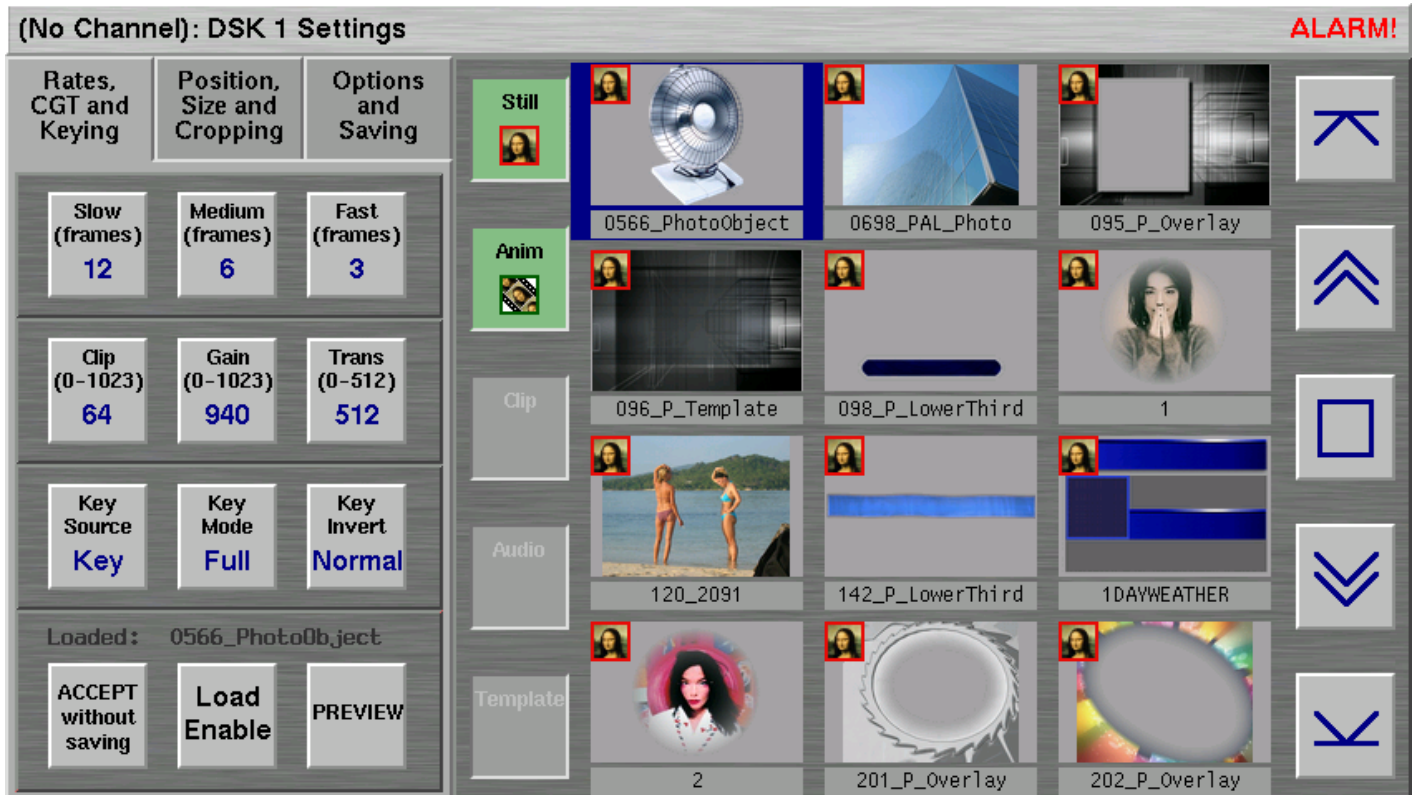 (No Channel): DSK 1 Settings
ALARM!
Rates,
CGT and
Keying
Position,
Size and
Cropping
Options
and
Saving
Slow
(frames)
12
Medium
(frames)
6
Fast
(frames)
3
Clip
(0-1023)
64
Gain
(0-1023)
940
Trans
(0-512)
512
Key
Source
Key
Key
Mode
Full
Key
Invert
Normal
Loaded: 0566_PhotoObject
ACCEPT
without
saving
Load
Enable
PREVIEW
Still
Anim
Clip
Audio
Template
0566_PhotoObject
0698_PAL_Photo
095_P_Overlay
096_P_Template
098_P_LowerThird
1
120_2091
142_P_LowerThird
1DAYWEATHER
2
201_P_Overlay
202_P_Overlay